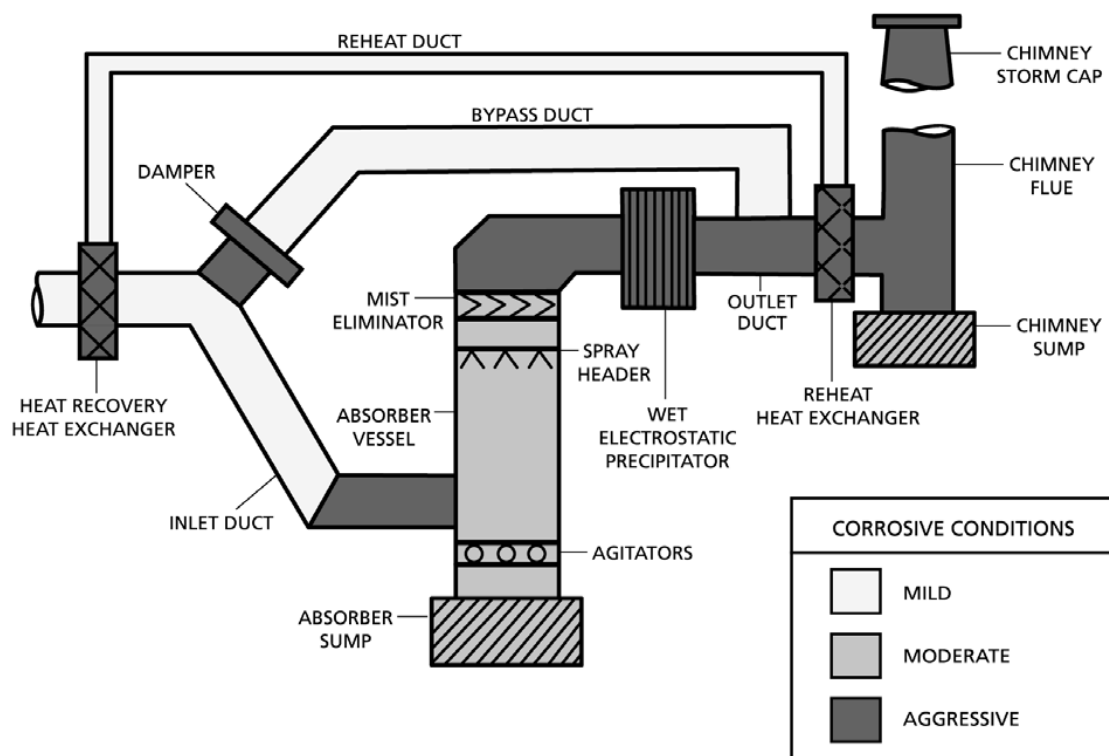 REHEAT DUCT
CHIMNEY
STORM CAP
BYPASS DUCT
DAMPER
CHIMNEY
FLUE
MIST
ELIMINATOR
OUTLET
DUCT
CHIMNEY
SUMP
SPRAY
HEADER
HEAT RECOVERY
HEAT EXCHANGER
ABSORBER
VESSEL
WET
ELECTROSTATIC
PRECIPITATOR
REHEAT
HEAT EXCHANGER
INLET DUCT
AGITATORS
ABSORBER
SUMP
CORROSIVE CONDITIONS
MILD
MODERATE
AGGRESSIVE